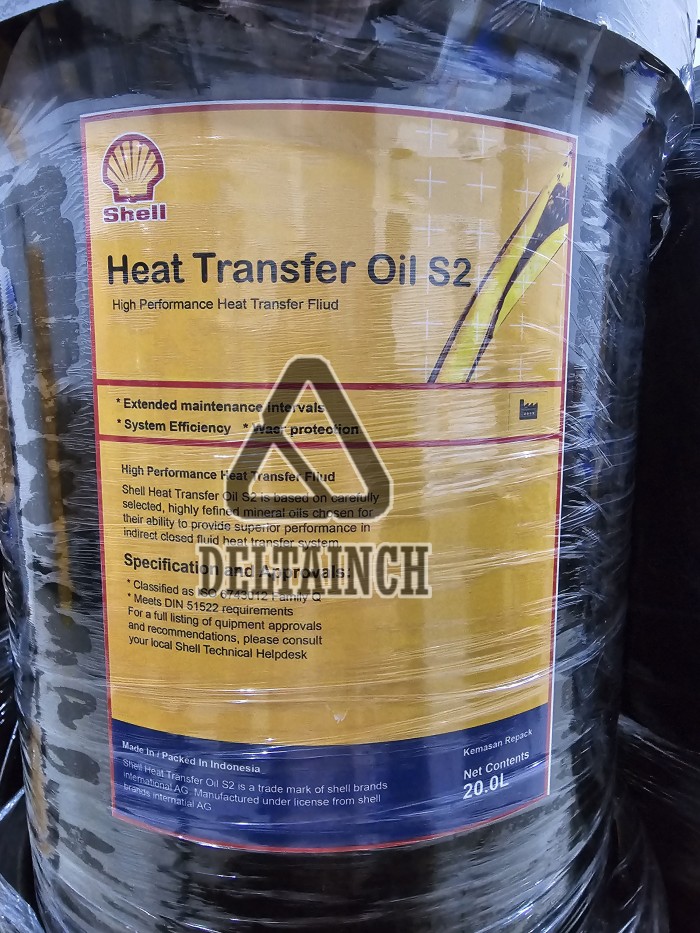 Shell
Heat Transfer Oil S2
High Performance Heat Transfer Fliud
* Extended maintenance intervals
* System Efficiency * Waer protection
High Performance Heat Transfer Fliud
Shell Heat Transfer Oil S2 is based on carefully
selected, highly fefined mineral oils chosen for
their ability to provide superior performance in
indirect closed fluid heat transfer system.
DELTAINCH
Specification and Approvals:
* Classified as ISO 6743012 Family Q
* Meets DIN 51522 requirements
For a full listing of quipment approvals
and recommendations, please consult
your local Shell Technical Helpdesk
Made In / Packed In Indonesia
Shell Heat Transfer Oil S2 is a trade mark of shell brands
international AG. Manufactured under license from shell
brands internatial AG
Kemasan Repack
Net Contents
20.0L